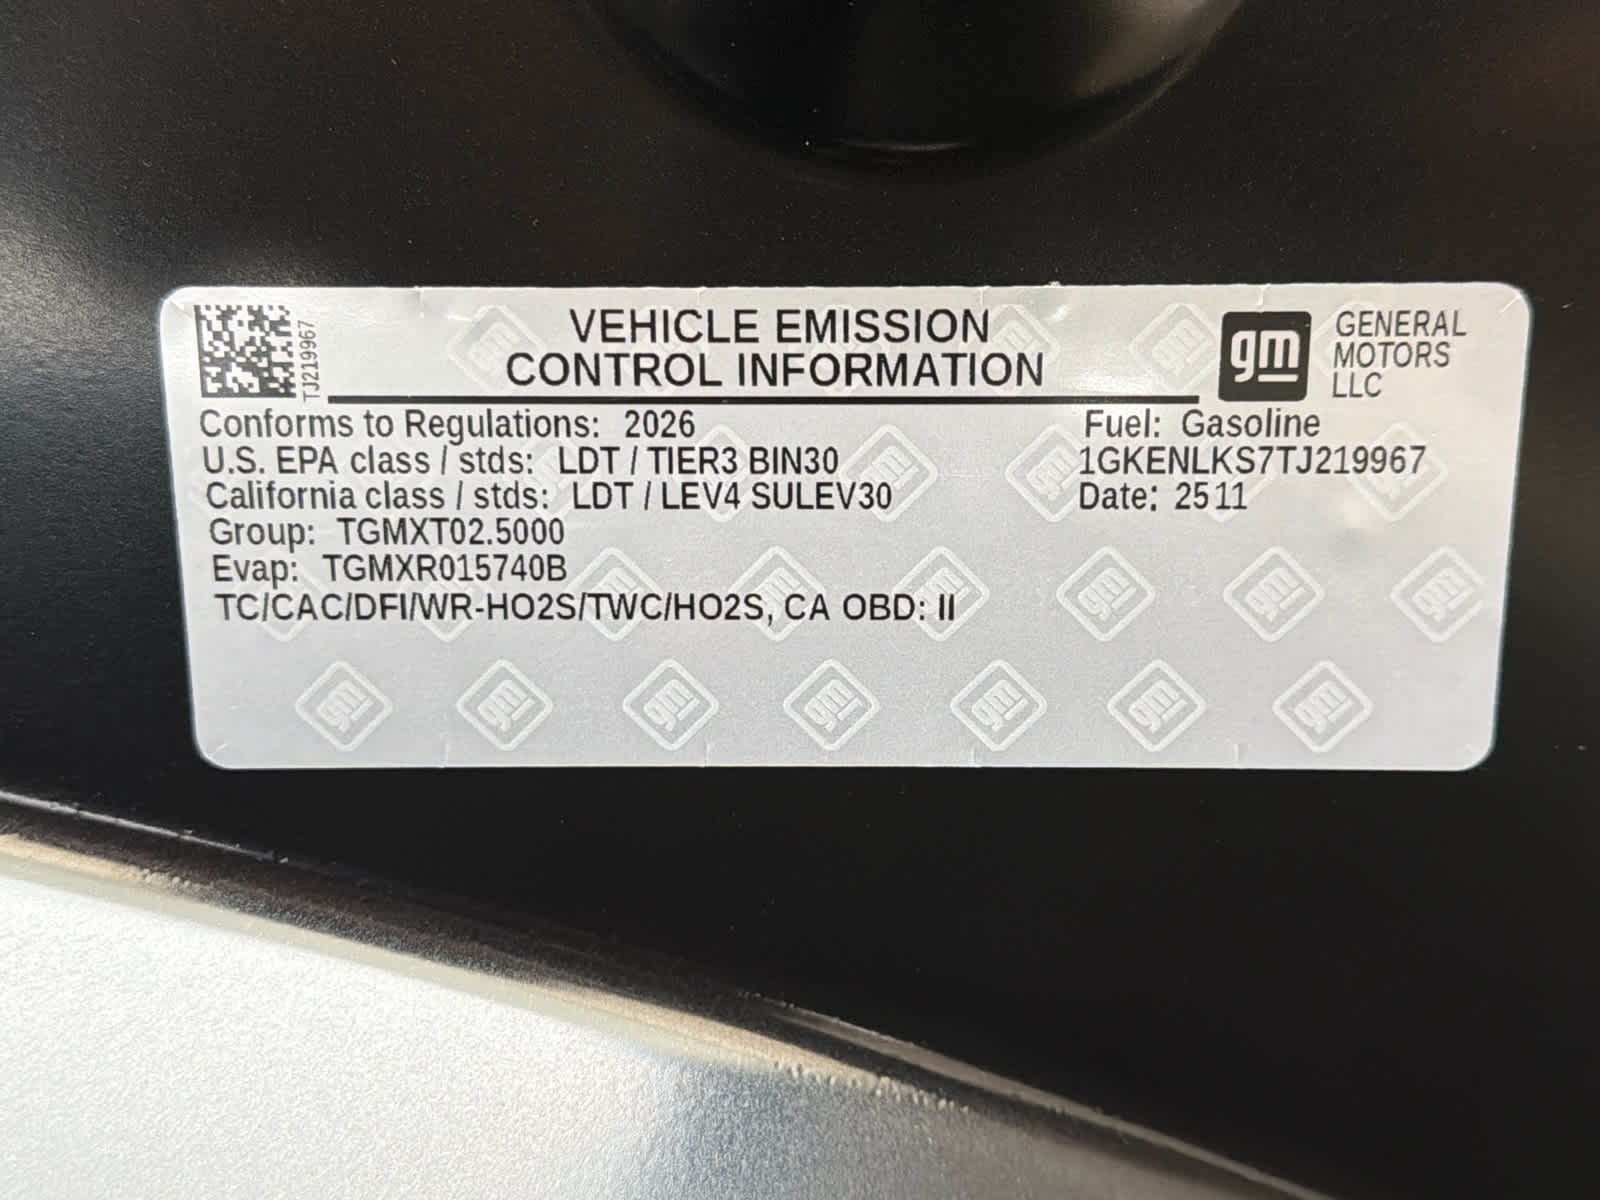 VEHICLE EMISSION
CONTROL INFORMATION
TJ219967
gm
GENERAL
MOTORS
LLC
Conforms to Regulations: 2026
Fuel: Gasoline
U.S. EPA class / stds: LDT / TIER3 BIN30
1GKENLKS7TJ219967
California class / stds: LDT / LEV4 SULEV30
Date: 2511
Group: TGMXT02.5000
Evap: TGMXR015740B
TC/CAC/DFI/WR-HO2S/TWC/HO2S, CA OBD: II